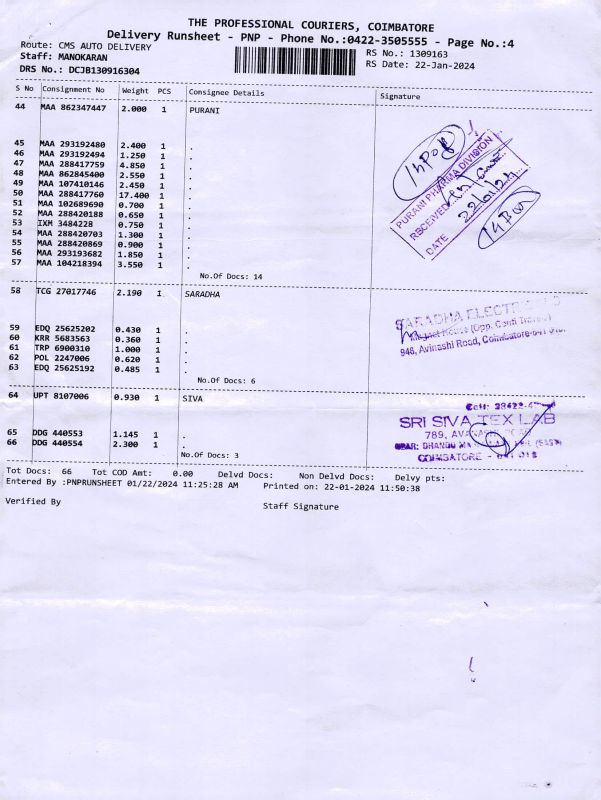 THE PROFESSIONAL COURIERS, COIMBATORE
Delivery Runsheet - PNP - Phone No.:0422-3505555 - Page No.:4
Route: CMS AUTO DELIVERY
RS No.: 1309163
Staff: MANOKARAN
RS Date: 22-Jan-2024
DRS No.: DCJB130916304
S No Consignment No Weight PCS Consignee Details Signature
44 MAA 862347447 2.000 1 PURANI
45 MAA 293192480 2.400 1 .
46 MAA 293192494 1.250 1 .
47 MAA 288417759 4.850 1 .
48 MAA 862845400 2.550 1 .
49 MAA 107410146 2.450 1 .
50 MAA 288417760 17.400 1 .
51 MAA 102689690 0.700 1 .
52 MAA 288420188 0.650 1 .
53 IXM 3484228 0.750 1 .
54 MAA 288420703 1.300 1 .
55 MAA 288420869 0.900 1 .
56 MAA 293193682 1.850 1 .
57 MAA 104218394 3.550 1 .
No.Of Docs: 14
PURANI PHARMA DIVISION
RECEIVED
DATE 22/01/24
58 TCG 27017746 2.190 1 SARADHA
59 EDQ 25625202 0.430 1 .
60 KRR 5683563 0.360 1 .
61 TRP 6900310 1.000 1 .
62 POL 2247006 0.620 1 .
63 EDQ 25625192 0.485 1 .
No.Of Docs: 6
SARADHA
946, Avinashi Road, Coimbatore
64 UPT 8107006 0.930 1 SIVA
65 DDG 440553 1.145 1 .
66 DDG 440554 2.300 1 .
No.Of Docs: 3
SRI SIVA TEX LAB
COIMBATORE
Tot Docs: 66 Tot COD Amt: 0.00 Delvd Docs: Non Delvd Docs: Delvy pts:
Entered By :PNPRUNSHEET 01/22/2024 11:25:28 AM Printed on: 22-01-2024 11:50:38
Verified By
Staff Signature